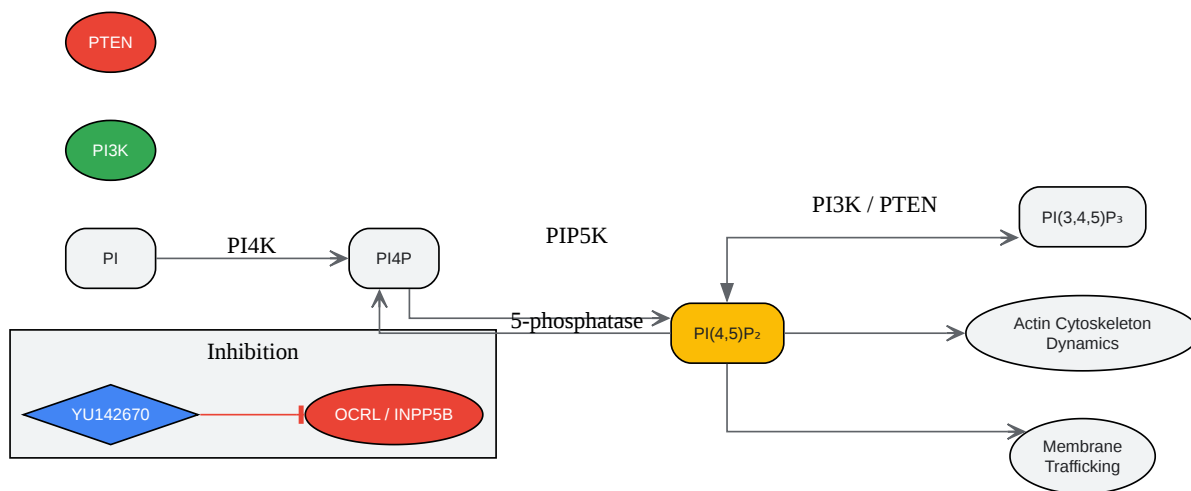 PTEN
PI3K
PI
PI4K
PI4P
PIP5K
5-phosphatase
PI3K / PTEN
PI(3,4,5)P₃
PI(4,5)P₂
Actin Cytoskeleton
Dynamics
Membrane
Trafficking
Inhibition
YU142670
OCRL / INPP5B